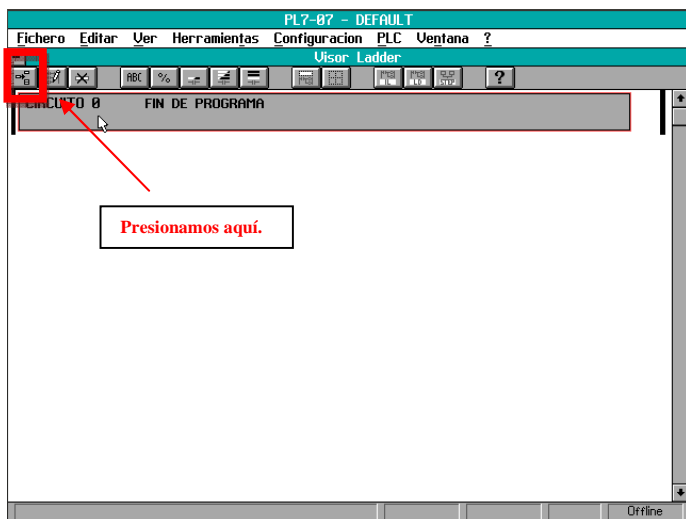 PL7-07 - DEFAULT
Fichero Editar Ver Herramientas Configuracion PLC Ventana ?
Visor Ladder
ABC % ?
CIRCUITO 0 FIN DE PROGRAMA
Presionamos aquí.
Offline